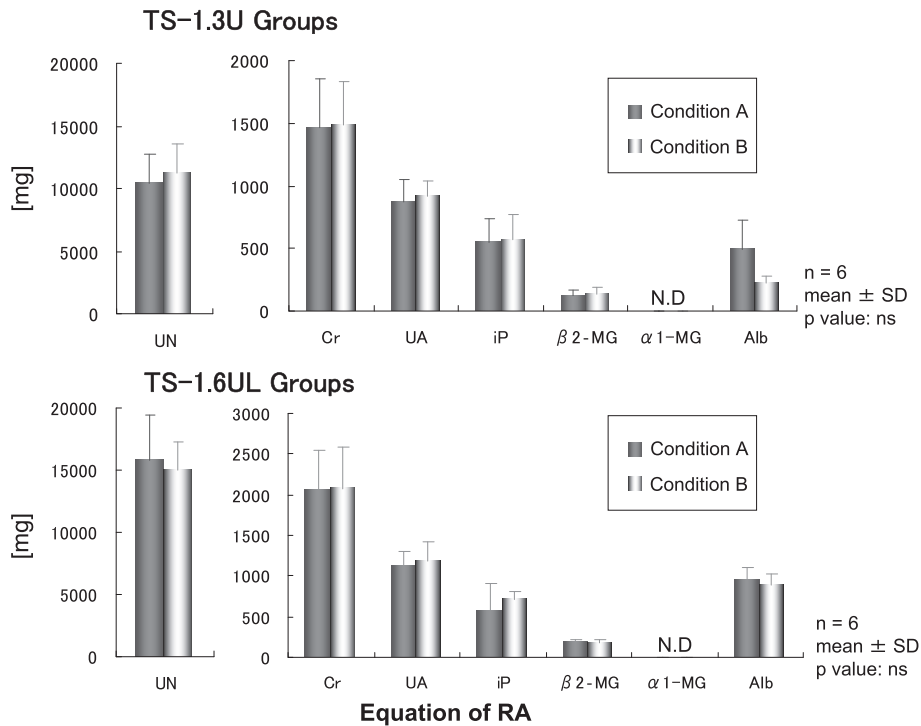 TS-1.3U Groups
20000
15000
10000
5000
0
[mg]
UN
2000
1500
1000
500
0
Cr UA iP β2-MG α1-MG Alb
N.D
Condition A
Condition B
n = 6
mean ± SD
p value: ns
TS-1.6UL Groups
20000
15000
10000
5000
0
[mg]
UN
3000
2500
2000
1500
1000
500
0
Cr UA iP β2-MG α1-MG Alb
N.D
Condition A
Condition B
n = 6
mean ± SD
p value: ns
Equation of RA